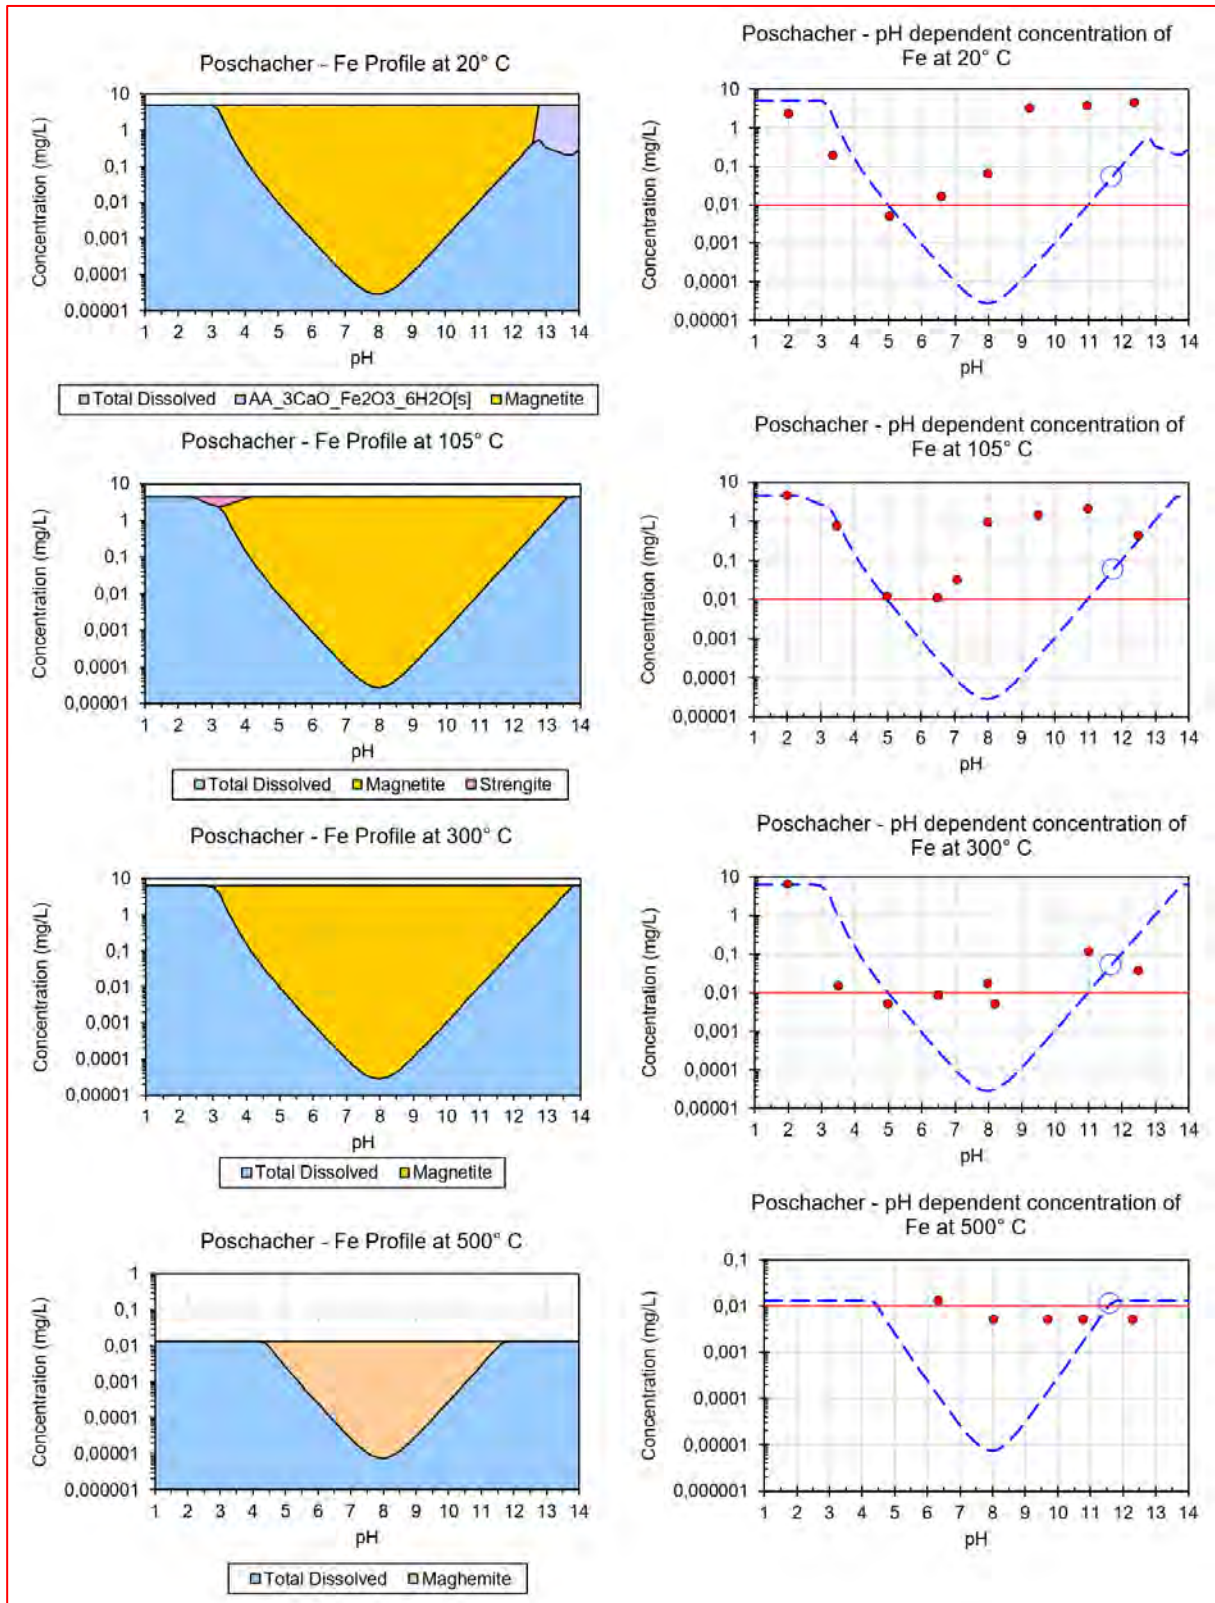 Poschacher - Fe Profile at 20° C
Concentration (mg/L)
10
1
0,1
0,01
0,001
0,0001
0,00001
1 2 3 4 5 6 7 8 9 10 11 12 13 14
pH
Total Dissolved AA_3CaO_Fe2O3_6H2O[s] Magnetite
Poschacher - pH dependent concentration of
Fe at 20° C
Concentration (mg/L)
10
1
0,1
0,01
0,001
0,0001
0,00001
1 2 3 4 5 6 7 8 9 10 11 12 13 14
pH
Poschacher - Fe Profile at 105° C
Concentration (mg/L)
10
1
0,1
0,01
0,001
0,0001
0,00001
1 2 3 4 5 6 7 8 9 10 11 12 13 14
pH
Total Dissolved Magnetite Strengite
Poschacher - pH dependent concentration of
Fe at 105° C
Concentration (mg/L)
10
1
0,1
0,01
0,001
0,0001
0,00001
1 2 3 4 5 6 7 8 9 10 11 12 13 14
pH
Poschacher - Fe Profile at 300° C
Concentration (mg/L)
10
1
0,1
0,01
0,001
0,0001
0,00001
1 2 3 4 5 6 7 8 9 10 11 12 13 14
pH
Total Dissolved Magnetite
Poschacher - pH dependent concentration of
Fe at 300° C
Concentration (mg/L)
10
1
0,1
0,01
0,001
0,0001
0,00001
1 2 3 4 5 6 7 8 9 10 11 12 13 14
pH
Poschacher - Fe Profile at 500° C
Concentration (mg/L)
1
0,1
0,01
0,001
0,0001
0,00001
0,000001
1 2 3 4 5 6 7 8 9 10 11 12 13 14
pH
Total Dissolved Maghemite
Poschacher - pH dependent concentration of
Fe at 500° C
Concentration (mg/L)
0,1
0,01
0,001
0,0001
0,00001
0,000001
1 2 3 4 5 6 7 8 9 10 11 12 13 14
pH